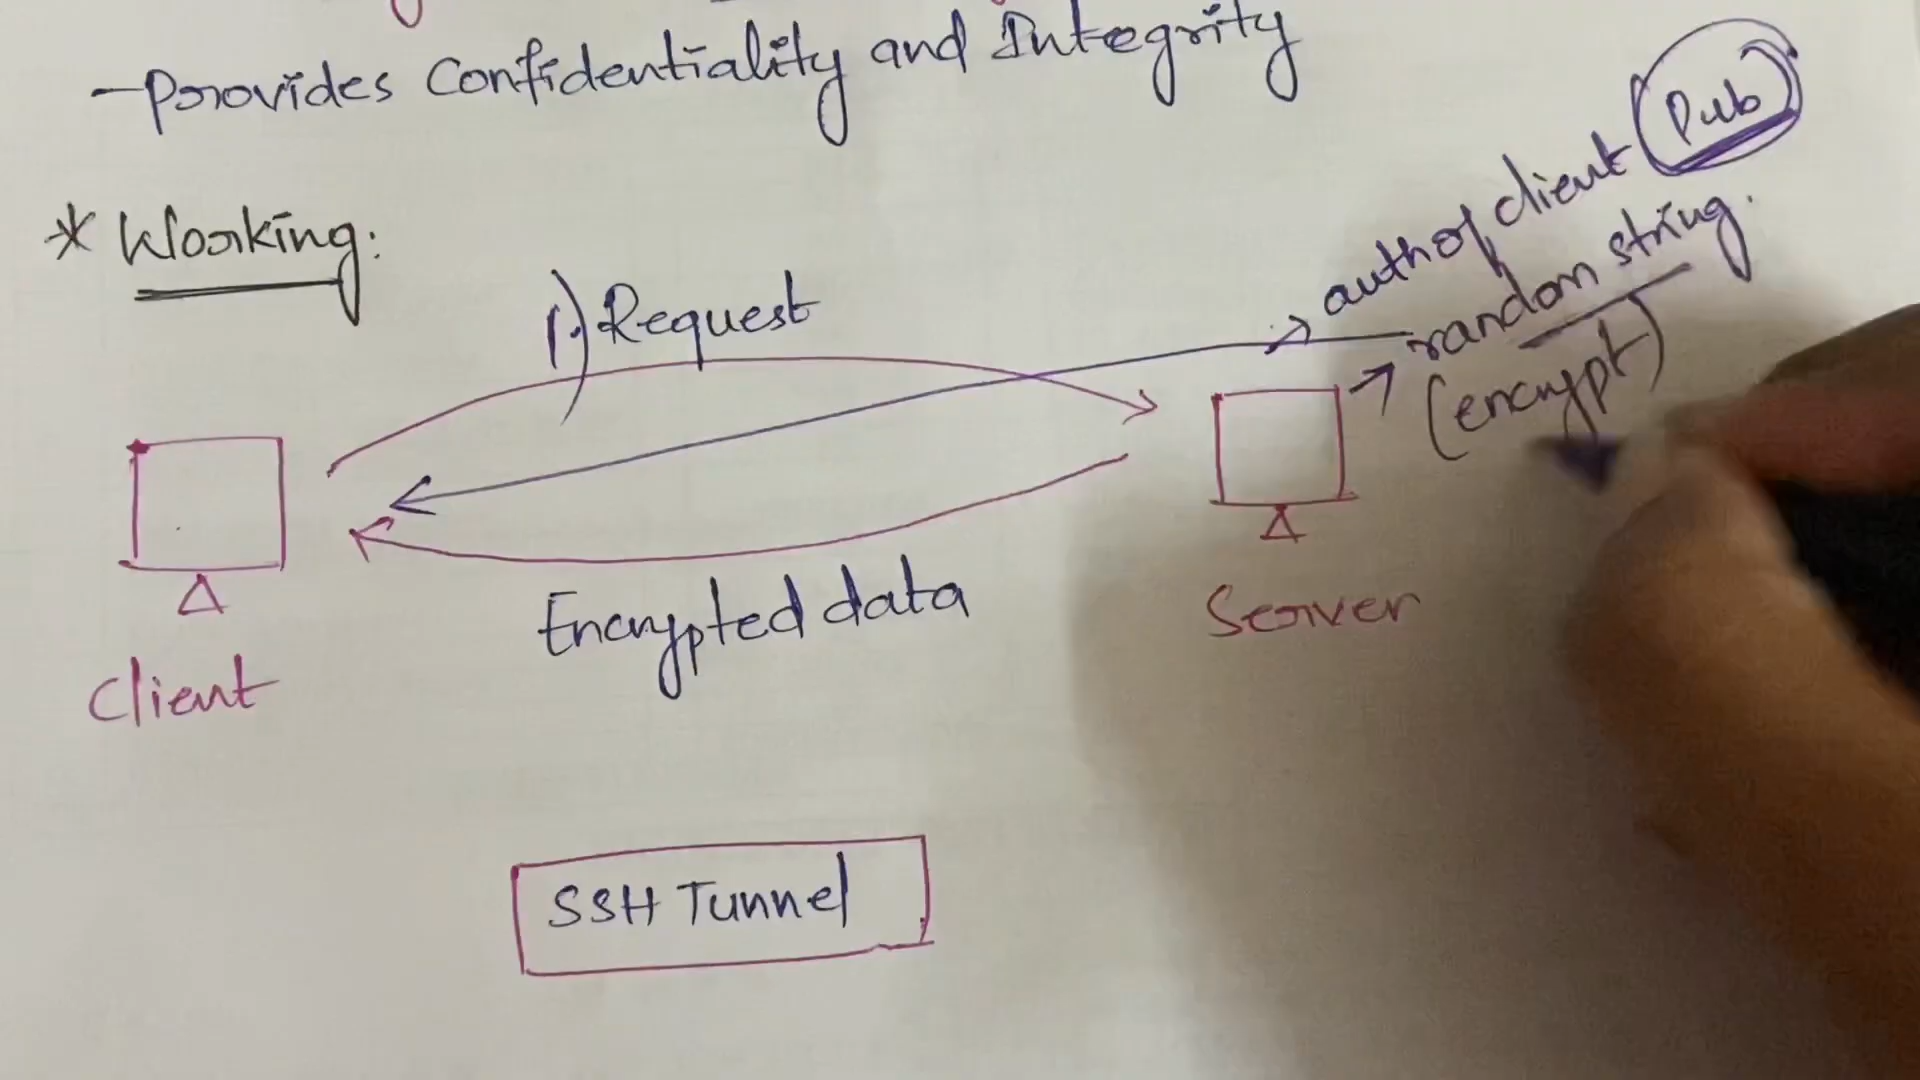 -Provides Confidentiality and Integrity
* Working:
1.) Request
auth of client (Pub)
random string.
(encrypt)
Encrypted data
Server
Client
SSH Tunnel